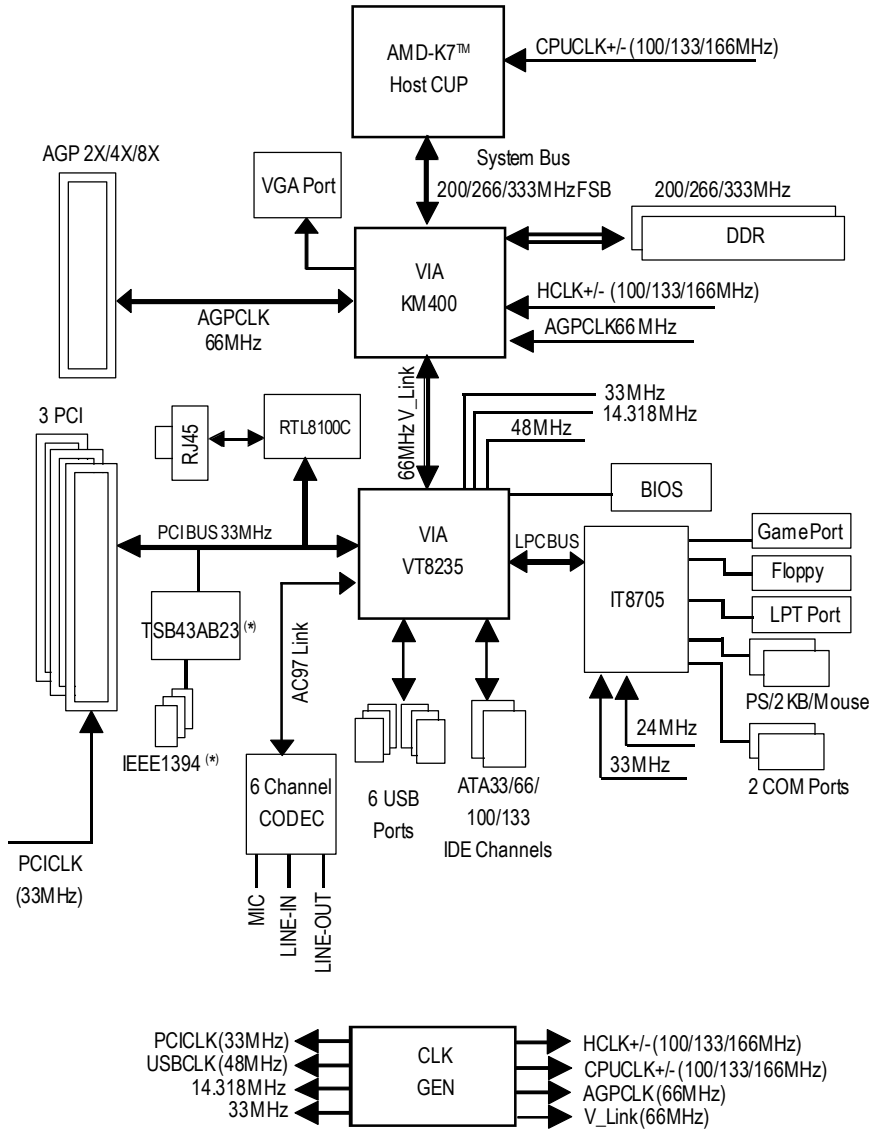 AMD-K7™
Host CUP
CPUCLK+/- (100/133/166MHz)
AGP 2X/4X/8X
VGA Port
System Bus
200/266/333MHz FSB
200/266/333MHz
DDR
VIA
KM400
HCLK+/- (100/133/166MHz)
AGPCLK 66 MHz
AGPCLK
66MHz
66MHz V_Link
33MHz
14.318MHz
48MHz
3 PCI
RJ45
RTL8100C
BIOS
PCI BUS 33MHz
VIA
VT8235
LPC BUS
IT8705
Game Port
Floppy
LPT Port
PS/2 KB/Mouse
2 COM Ports
24MHz
33MHz
TSB43AB23 (*)
IEEE1394 (*)
AC97 Link
6 Channel
CODEC
6 USB
Ports
ATA33/66/
100/133
IDE Channels
PCICLK
(33MHz)
MIC
LINE-IN
LINE-OUT
CLK
GEN
PCICLK (33MHz)
USBCLK (48MHz)
14.318MHz
33MHz
HCLK+/- (100/133/166MHz)
CPUCLK+/- (100/133/166MHz)
AGPCLK (66MHz)
V_Link (66MHz)